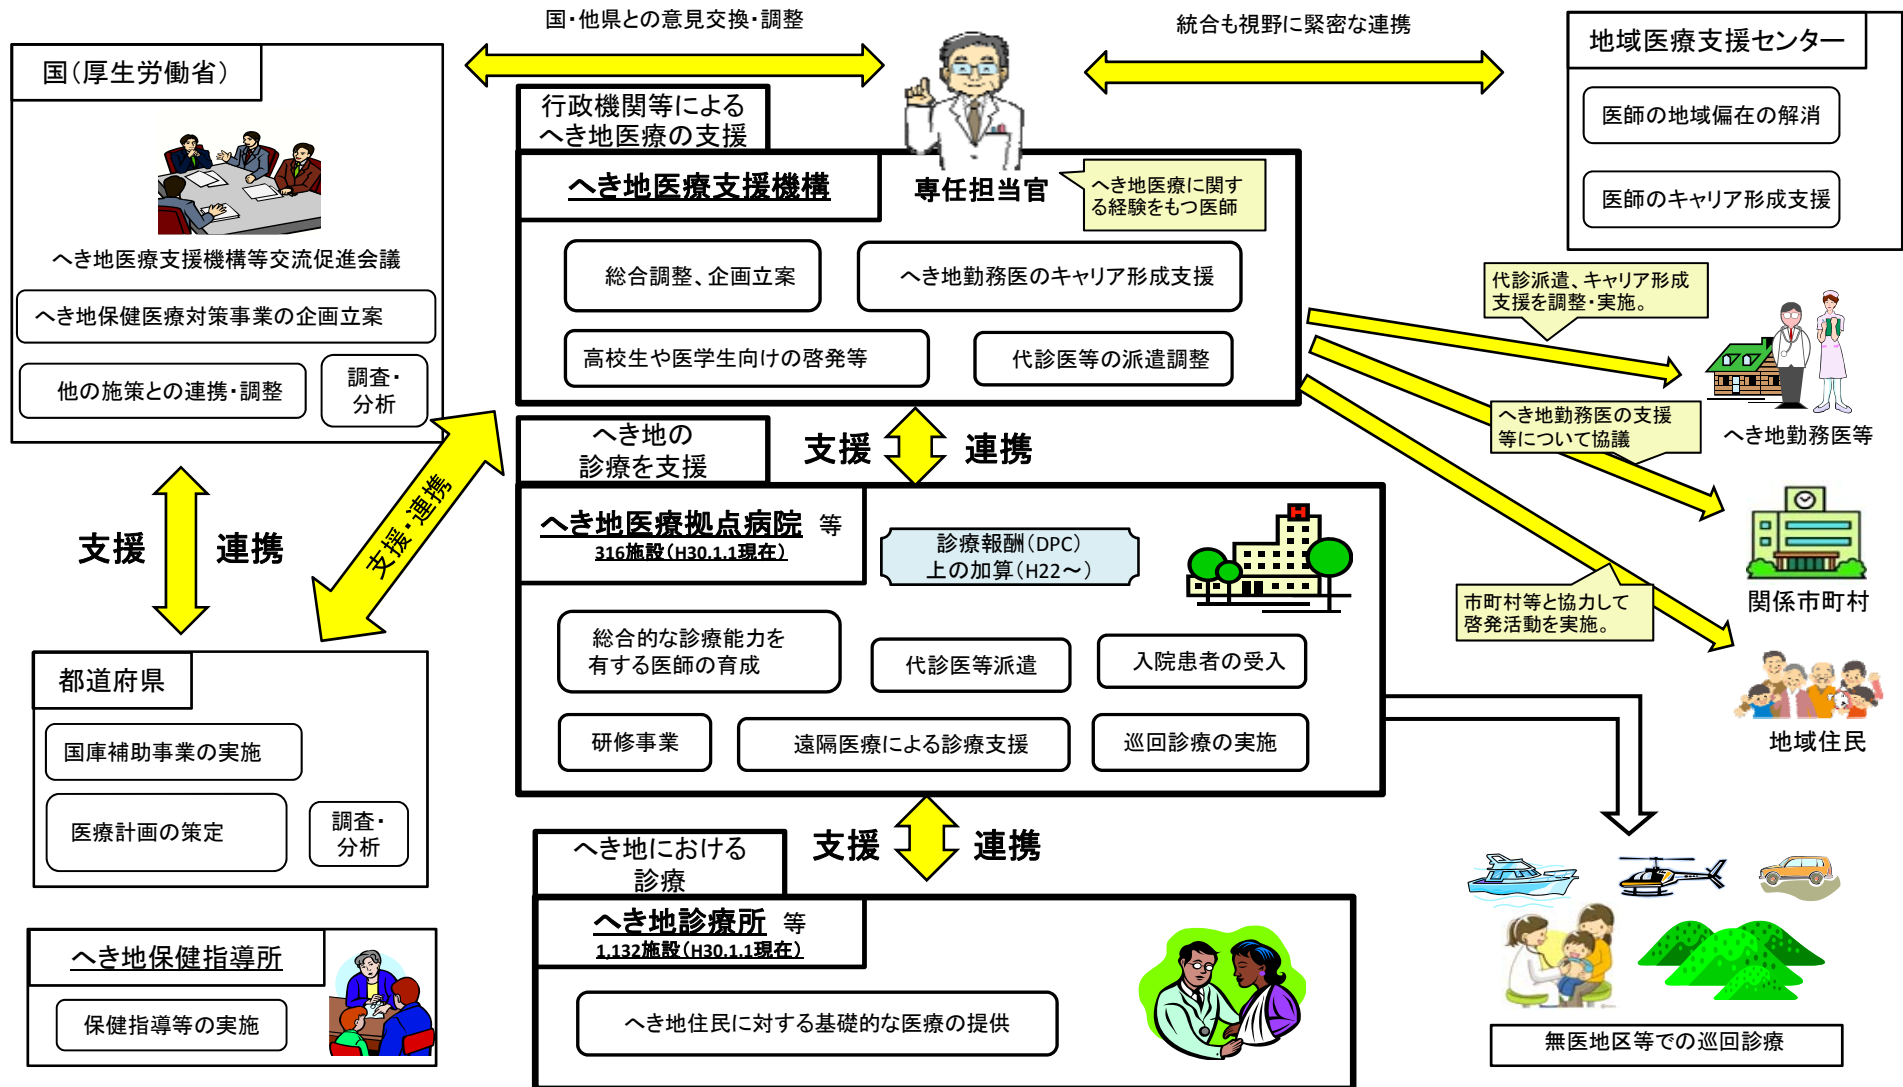 国・他県との意見交換・調整
統合も視野に緊密な連携
国(厚生労働省)
へき地医療支援機構等交流促進会議
へき地保健医療対策事業の企画立案
他の施策との連携・調整
調査・
分析
支援
連携
支援・連携
都道府県
国庫補助事業の実施
医療計画の策定
調査・
分析
へき地保健指導所
保健指導等の実施
行政機関等による
へき地医療の支援
へき地医療支援機構
専任担当官
へき地医療に関す
る経験をもつ医師
総合調整、企画立案
へき地勤務医のキャリア形成支援
高校生や医学生向けの啓発等
代診医等の派遣調整
へき地の
診療を支援
支援
連携
へき地医療拠点病院 等
316施設(H30.1.1現在)
診療報酬(DPC)
上の加算(H22~)
総合的な診療能力を
有する医師の育成
代診医等派遣
入院患者の受入
研修事業
遠隔医療による診療支援
巡回診療の実施
へき地における
診療
支援
連携
へき地診療所 等
1,132施設(H30.1.1現在)
へき地住民に対する基礎的な医療の提供
地域医療支援センター
医師の地域偏在の解消
医師のキャリア形成支援
代診派遣、キャリア形成
支援を調整・実施。
へき地勤務医等
へき地勤務医の支援
等について協議
関係市町村
市町村等と協力して
啓発活動を実施。
地域住民
H
無医地区等での巡回診療